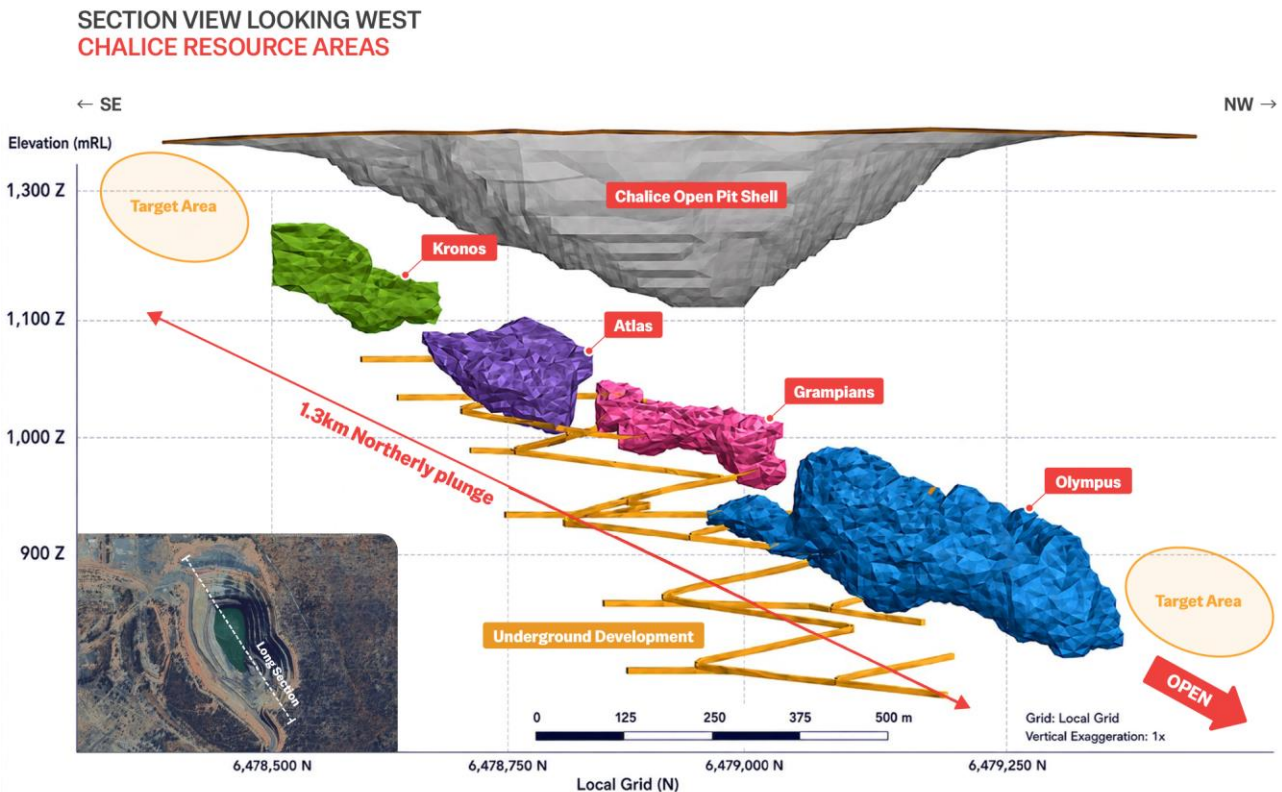 SECTION VIEW LOOKING WEST
CHALICE RESOURCE AREAS
← SE
NW →
Elevation (mRL)
1,300 Z
Target Area
Chalice Open Pit Shell
Kronos
1,100 Z
Atlas
Grampians
1.3km Northerly plunge
1,000 Z
Olympus
900 Z
Target Area
Underground Development
Long Section
OPEN
0 125 250 375 500 m
Grid: Local Grid
Vertical Exaggeration: 1x
6,478,500 N 6,478,750 N 6,479,000 N 6,479,250 N
Local Grid (N)